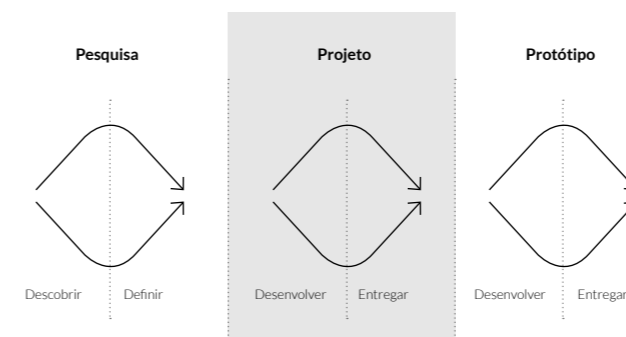 Pesquisa
Projeto
Protótipo
Descobrir
Definir
Desenvolver
Entregar
Desenvolver
Entregar